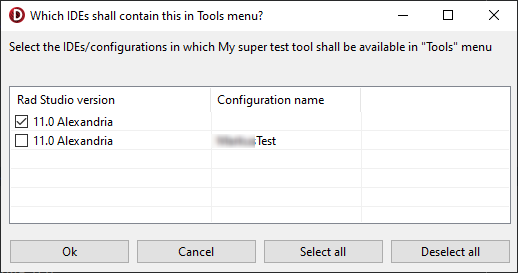 Which IDEs shall contain this in Tools menu?
Select the IDEs/configurations in which My super test tool shall be available in "Tools" menu
Rad Studio version Configuration name
11.0 Alexandria
11.0 Alexandria Test
Ok Cancel Select all Deselect all